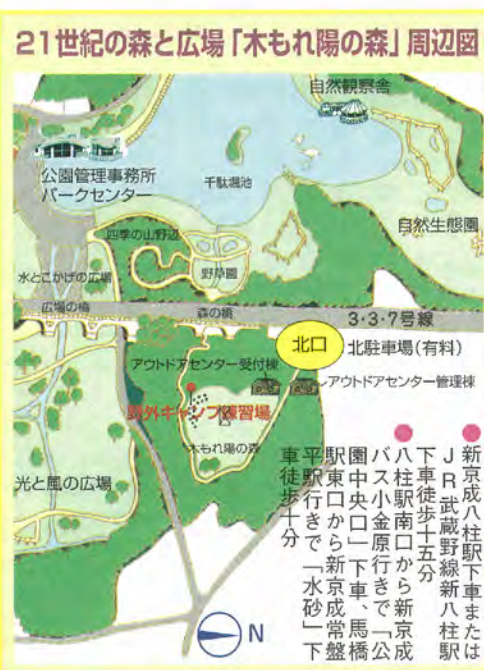 21世紀の森と広場「木もれ陽の森」周辺図
自然観察舎
公園管理事務所
パークセンター
千駄堀池
自然生態園
四季の山野辺
野草園
水とこかげの広場
広場の橋
森の橋
3・3・7号線
北口
北駐車場(有料)
アウトドアセンター受付棟
アウトドアセンター管理棟
野外キャンプ練習場
木もれ陽の森
光と風の広場
●新京成八柱駅下車または
JR武蔵野線新八柱駅
下車徒歩十五分
●八柱駅南口から新京成
バス小金原行きで「公
園中央口」下車、馬橋
駅東口から新京成常盤
平駅行きで「水砂」下
車徒歩十分
N